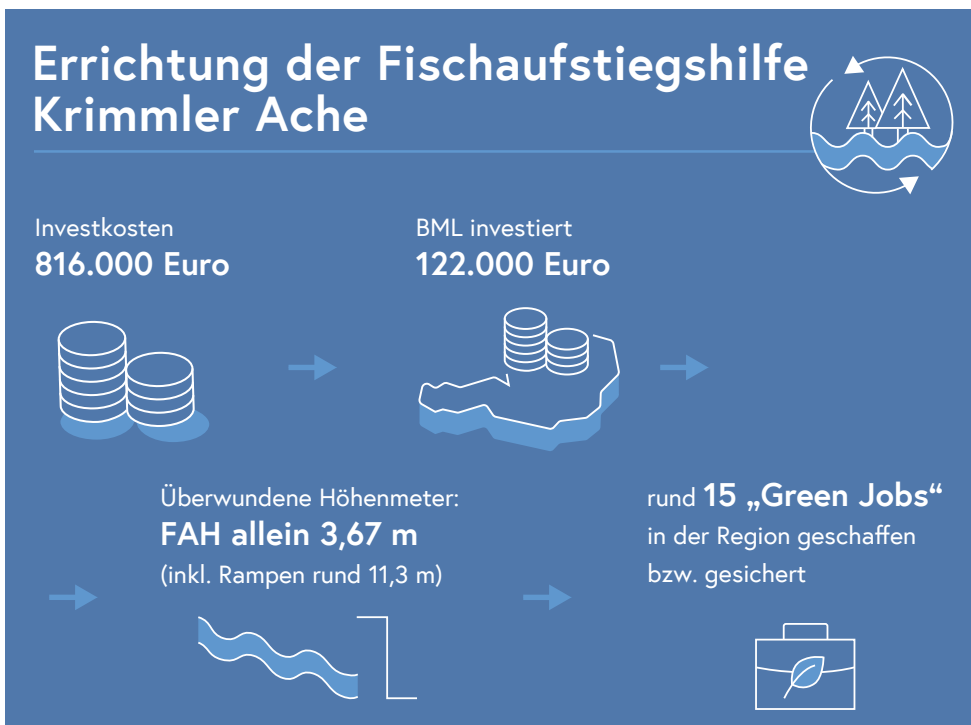 Errichtung der Fischaufstiegshilfe
Krimmler Ache
Investkosten
816.000 Euro
BML investiert
122.000 Euro
Überwundene Höhenmeter:
FAH allein 3,67 m
(inkl. Rampen rund 11,3 m)
rund 15 „Green Jobs“
in der Region geschaffen
bzw. gesichert